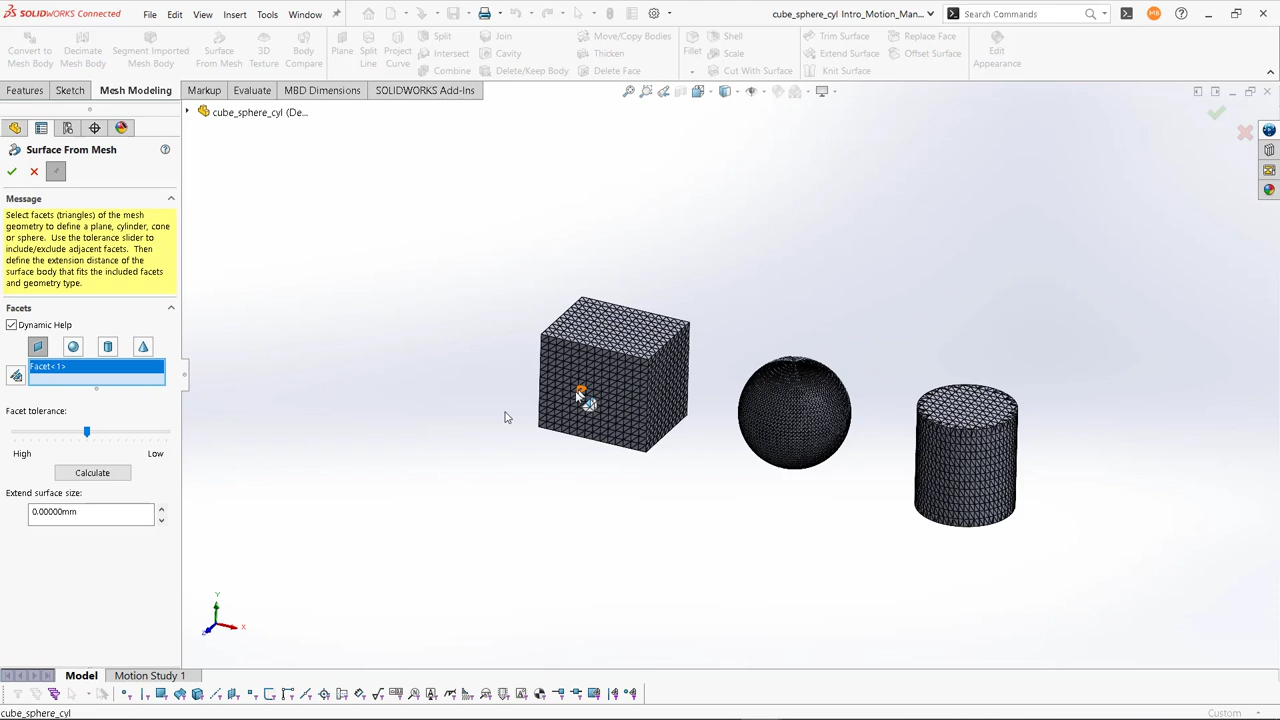 SOLIDWORKS Connected
File
Edit
View
Insert
Tools
Window
cube_sphere_cyl Intro_Motion_Man...
Search Commands
MB
Convert to Mesh Body
Decimate Mesh Body
Segment Imported Mesh Body
Surface From Mesh
3D Texture
Body Compare
Plane
Split Line
Project Curve
Split
Intersect
Combine
Join
Cavity
Delete/Keep Body
Move/Copy Bodies
Thicken
Delete Face
Fillet
Shell
Scale
Cut With Surface
Trim Surface
Extend Surface
Knit Surface
Replace Face
Offset Surface
Edit Appearance
Features
Sketch
Mesh Modeling
Markup
Evaluate
MBD Dimensions
SOLIDWORKS Add-Ins
cube_sphere_cyl (De...
Surface From Mesh
Message
Select facets (triangles) of the mesh
geometry to define a plane, cylinder, cone
or sphere. Use the tolerance slider to
include/exclude adjacent facets. Then
define the extension distance of the
surface body that fits the included facets
and geometry type.
Facets
Dynamic Help
Facet<1>
Facet tolerance:
High
Low
Calculate
Extend surface size:
0.00000mm
Y
X
Z
Model
Motion Study 1
cube_sphere_cyl
Custom